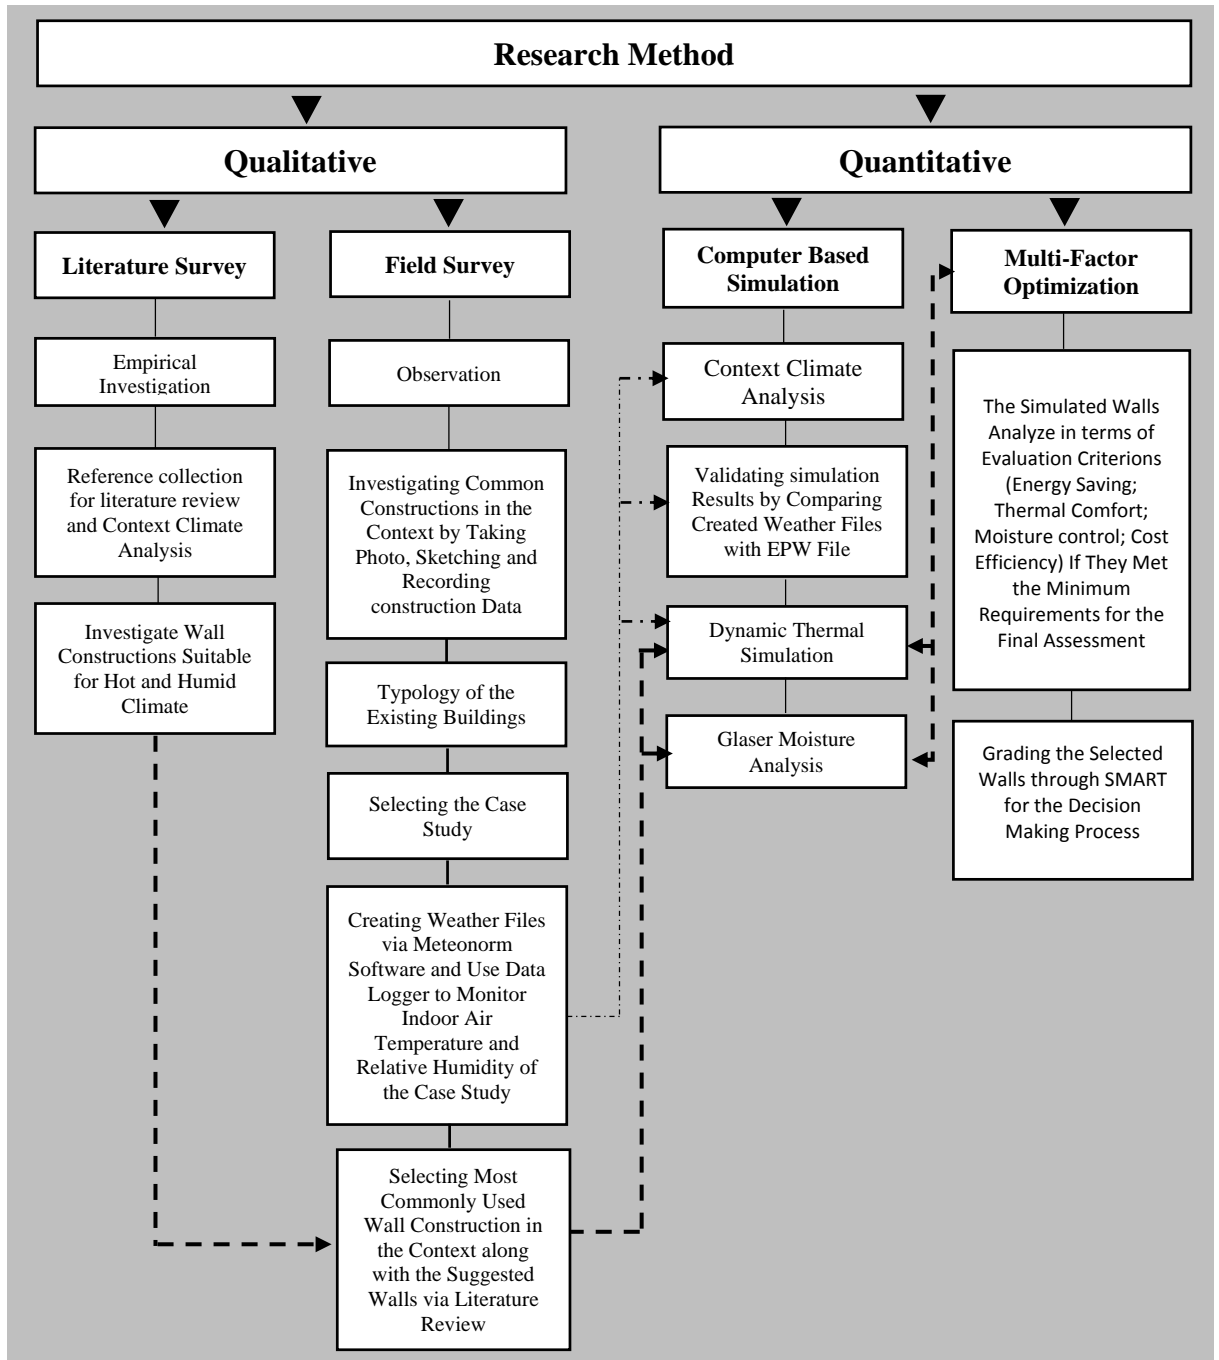 Research Method
Qualitative
Quantitative
Literature Survey
Field Survey
Computer Based
Simulation
Multi-Factor
Optimization
Empirical
Investigation
Reference collection
for literature review
and Context Climate
Analysis
Investigate Wall
Constructions Suitable
for Hot and Humid
Climate
Observation
Investigating Common
Constructions in the
Context by Taking
Photo, Sketching and
Recording
construction Data
Typology of the
Existing Buildings
Selecting the Case
Study
Creating Weather Files
via Meteonorm
Software and Use Data
Logger to Monitor
Indoor Air
Temperature and
Relative Humidity of
the Case Study
Selecting Most
Commonly Used
Wall Construction in
the Context along
with the Suggested
Walls via Literature
Review
Context Climate
Analysis
Validating simulation
Results by Comparing
Created Weather Files
with EPW File
Dynamic Thermal
Simulation
Glaser Moisture
Analysis
The Simulated Walls
Analyze in terms of
Evaluation Criterions
(Energy Saving;
Thermal Comfort;
Moisture control; Cost
Efficiency) If They Met
the Minimum
Requirements for the
Final Assessment
Grading the Selected
Walls through SMART
for the Decision
Making Process